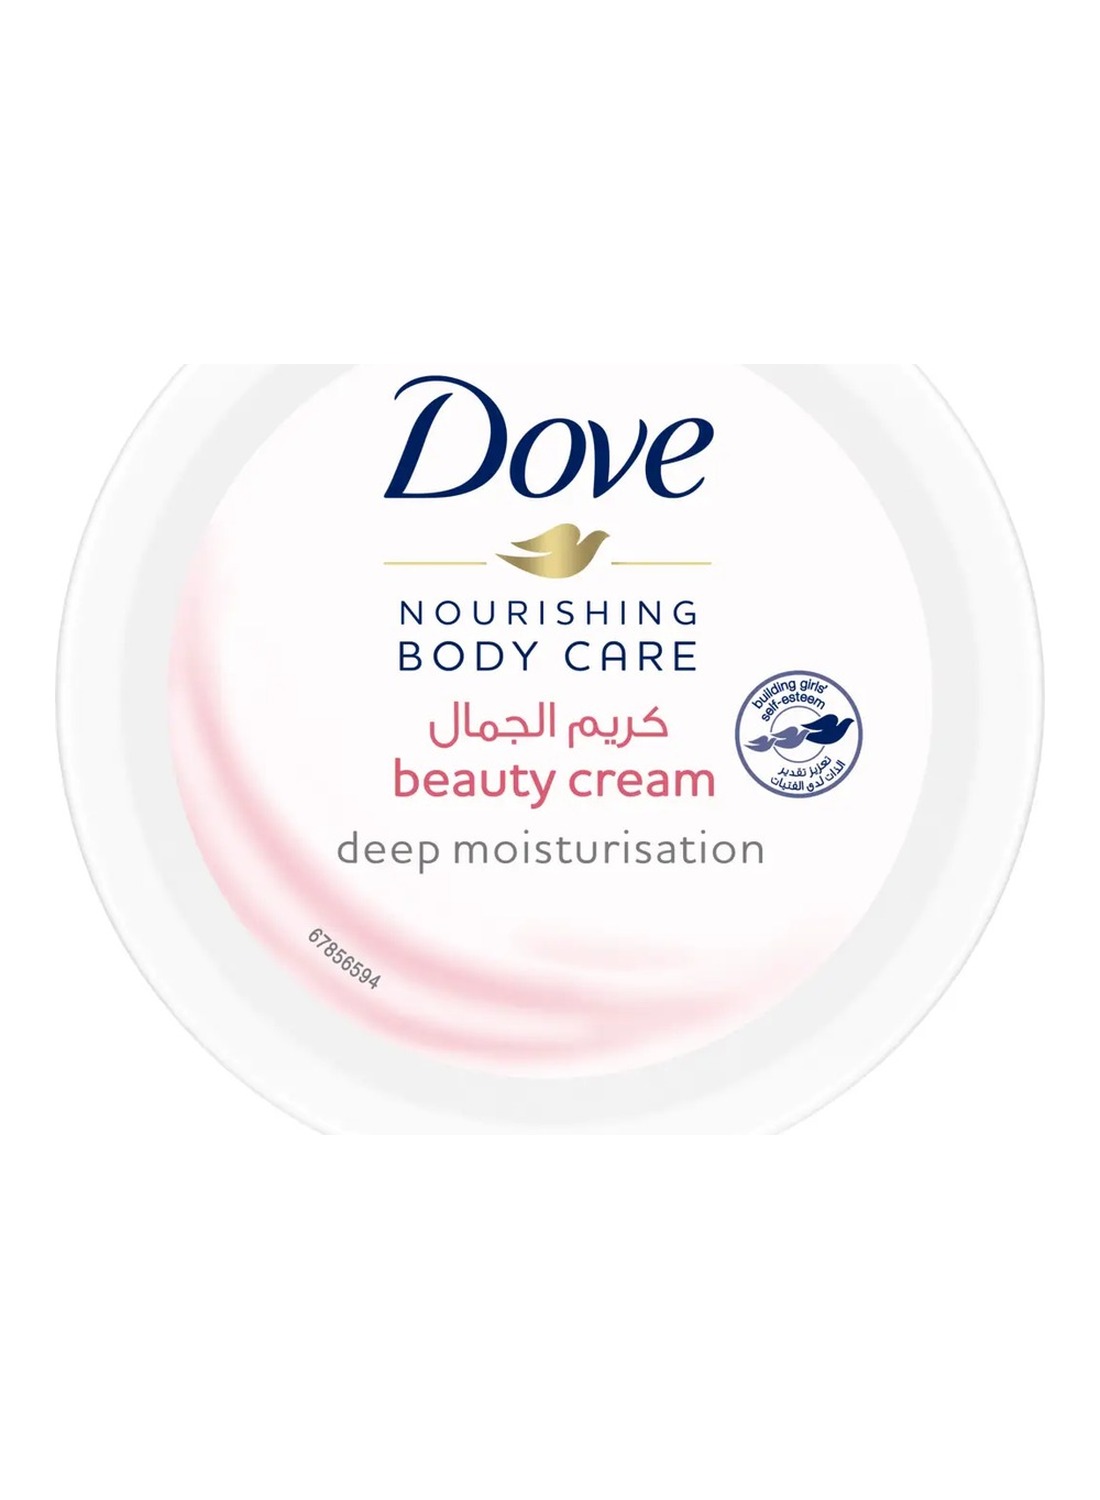 Dove
NOURISHING
BODY CARE
كريم الجمال
beauty cream
deep moisturisation
building girls'
self-esteem
تعزيز تقدير
الذات لدى الفتيات
67856594